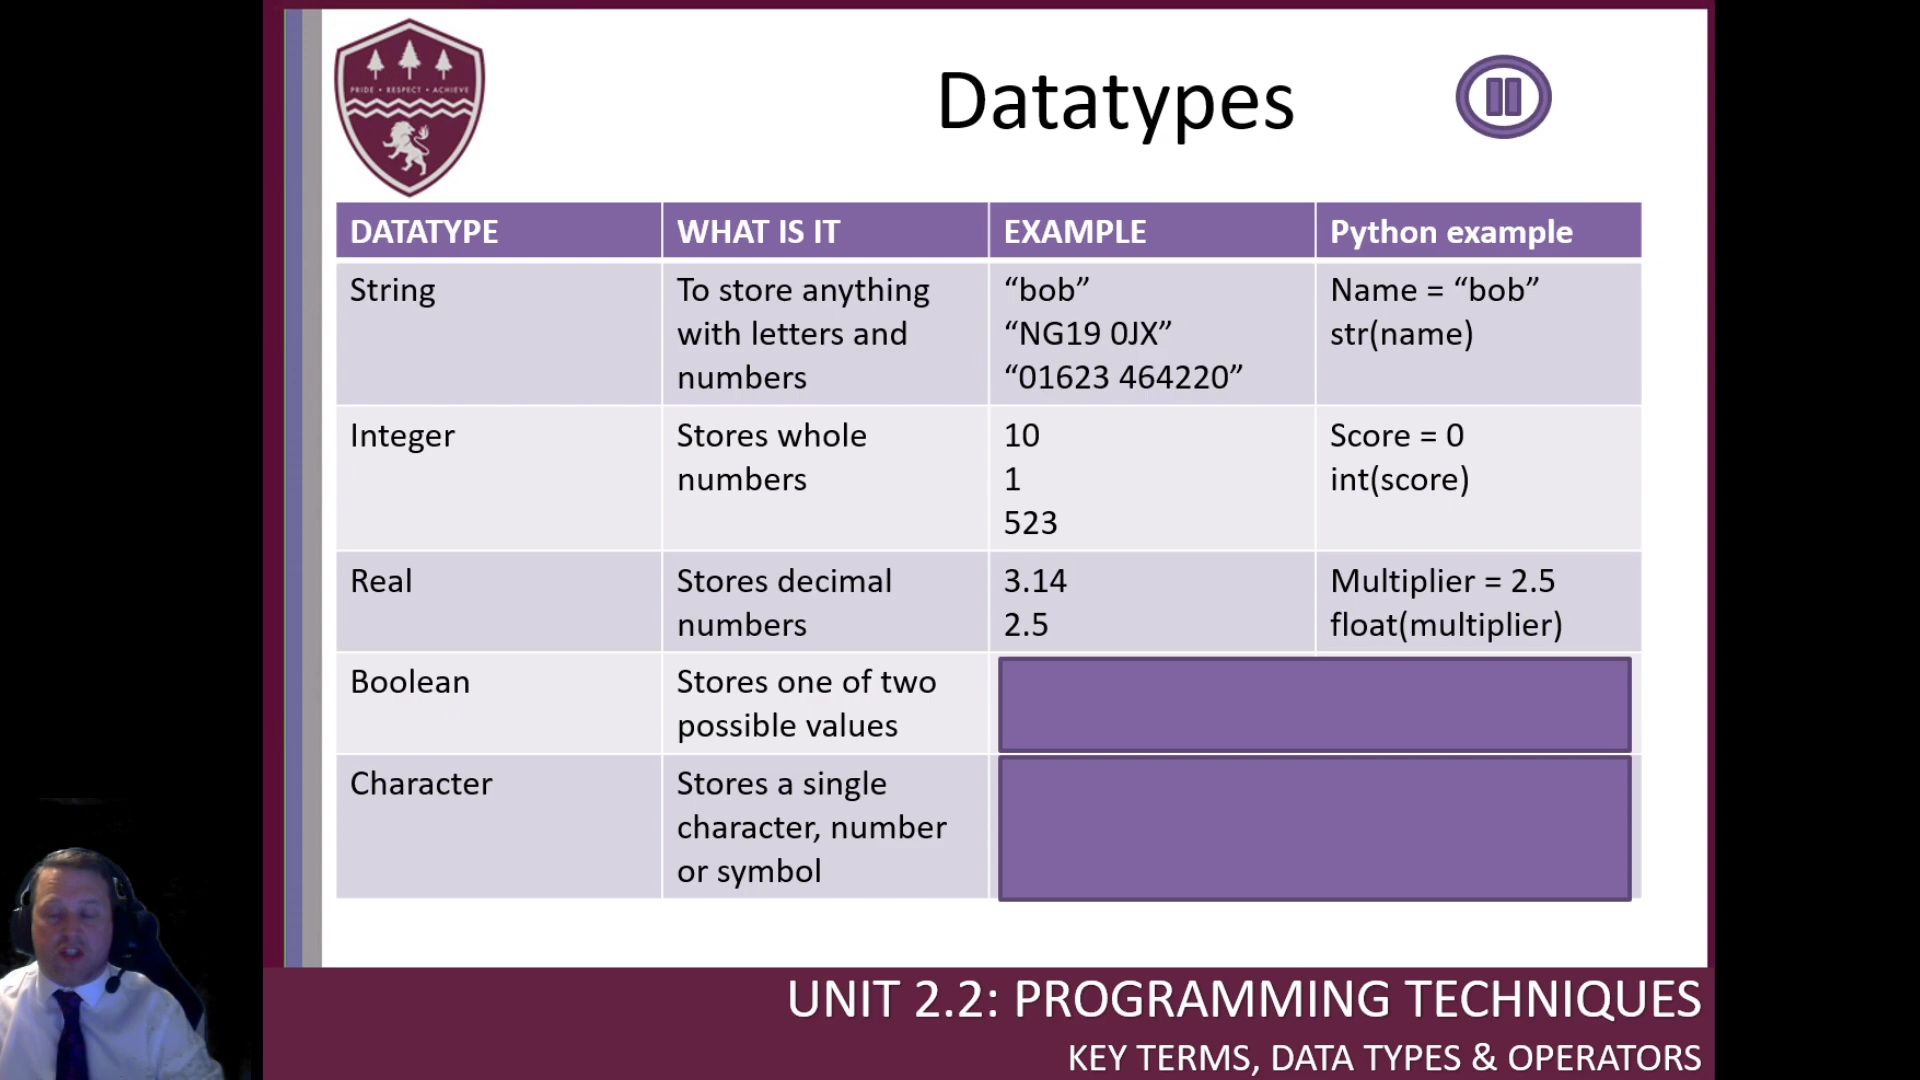 PRIDE • RESPECT • ACHIEVE
Datatypes
DATATYPE WHAT IS IT EXAMPLE Python example
String
To store anything
with letters and
numbers
“bob”
“NG19 0JX”
“01623 464220”
Name = “bob”
str(name)
Integer
Stores whole
numbers
10
1
523
Score = 0
int(score)
Real
Stores decimal
numbers
3.14
2.5
Multiplier = 2.5
float(multiplier)
Boolean
Stores one of two
possible values
Character
Stores a single
character, number
or symbol
UNIT 2.2: PROGRAMMING TECHNIQUES
KEY TERMS, DATA TYPES & OPERATORS